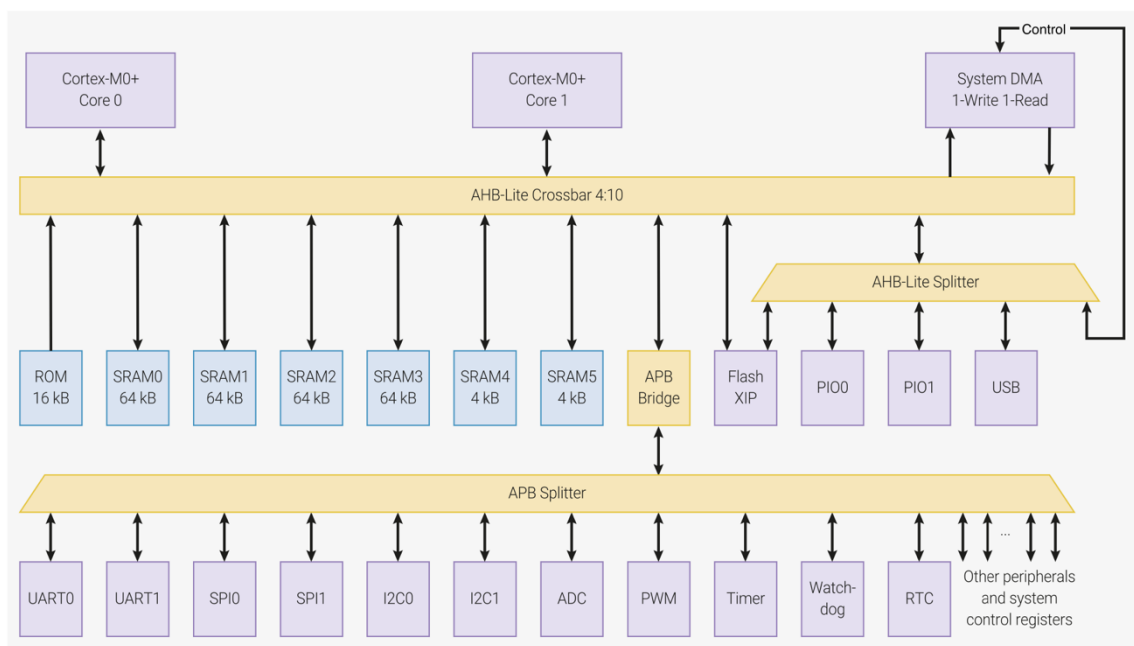 Control
Cortex-M0+
Core 0
Cortex-M0+
Core 1
System DMA
1-Write 1-Read
AHB-Lite Crossbar 4:10
AHB-Lite Splitter
ROM
16 kB
SRAM0
64 kB
SRAM1
64 kB
SRAM2
64 kB
SRAM3
64 kB
SRAM4
4 kB
SRAM5
4 kB
APB
Bridge
Flash
XIP
PIO0
PIO1
USB
APB Splitter
...
UART0
UART1
SPI0
SPI1
I2C0
I2C1
ADC
PWM
Timer
Watch-
dog
RTC
Other peripherals
and system
control registers